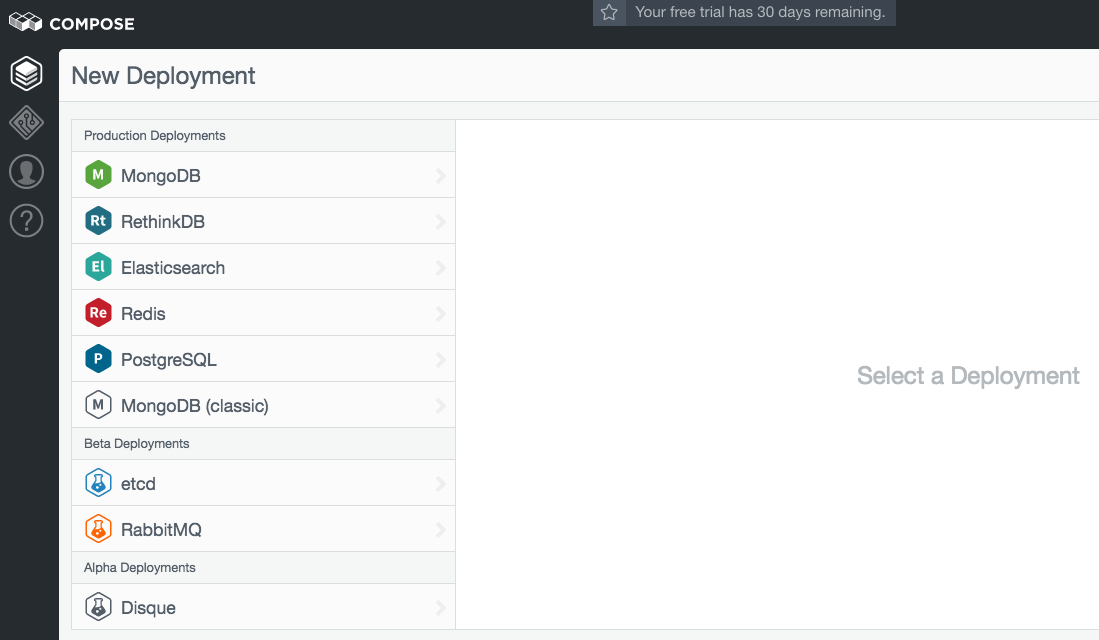 COMPOSE
Your free trial has 30 days remaining.
New Deployment
Production Deployments
M MongoDB
Rt RethinkDB
El Elasticsearch
Re Redis
P PostgreSQL
M MongoDB (classic)
Beta Deployments
etcd
RabbitMQ
Alpha Deployments
Disque
Select a Deployment
?